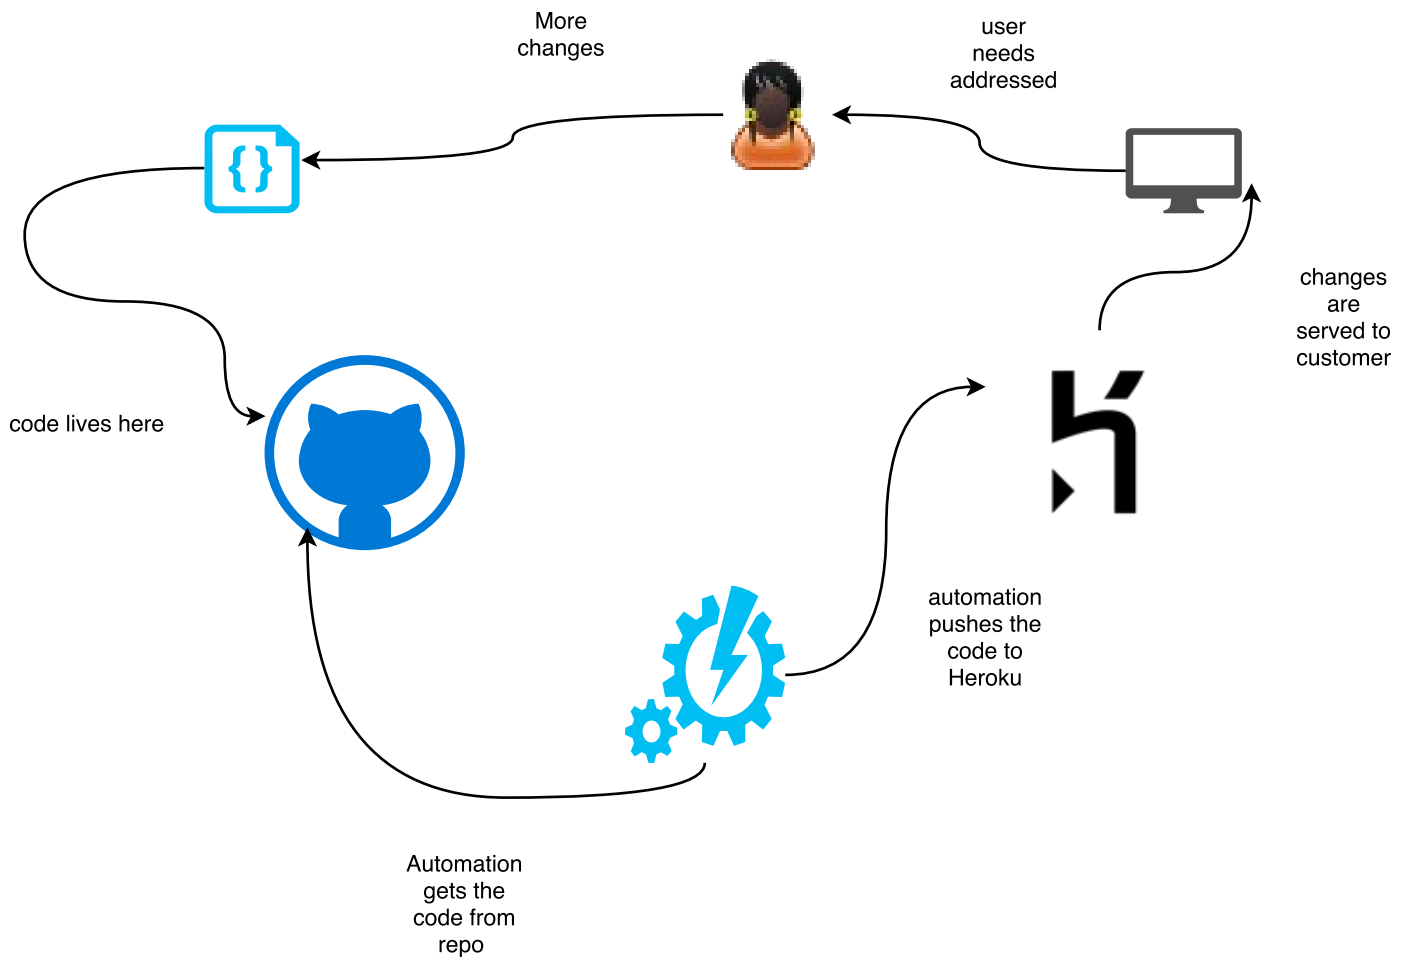 More
changes
user
needs
addressed
{}
changes
are
served to
customer
code lives here
automation
pushes the
code to
Heroku
Automation
gets the
code from
repo